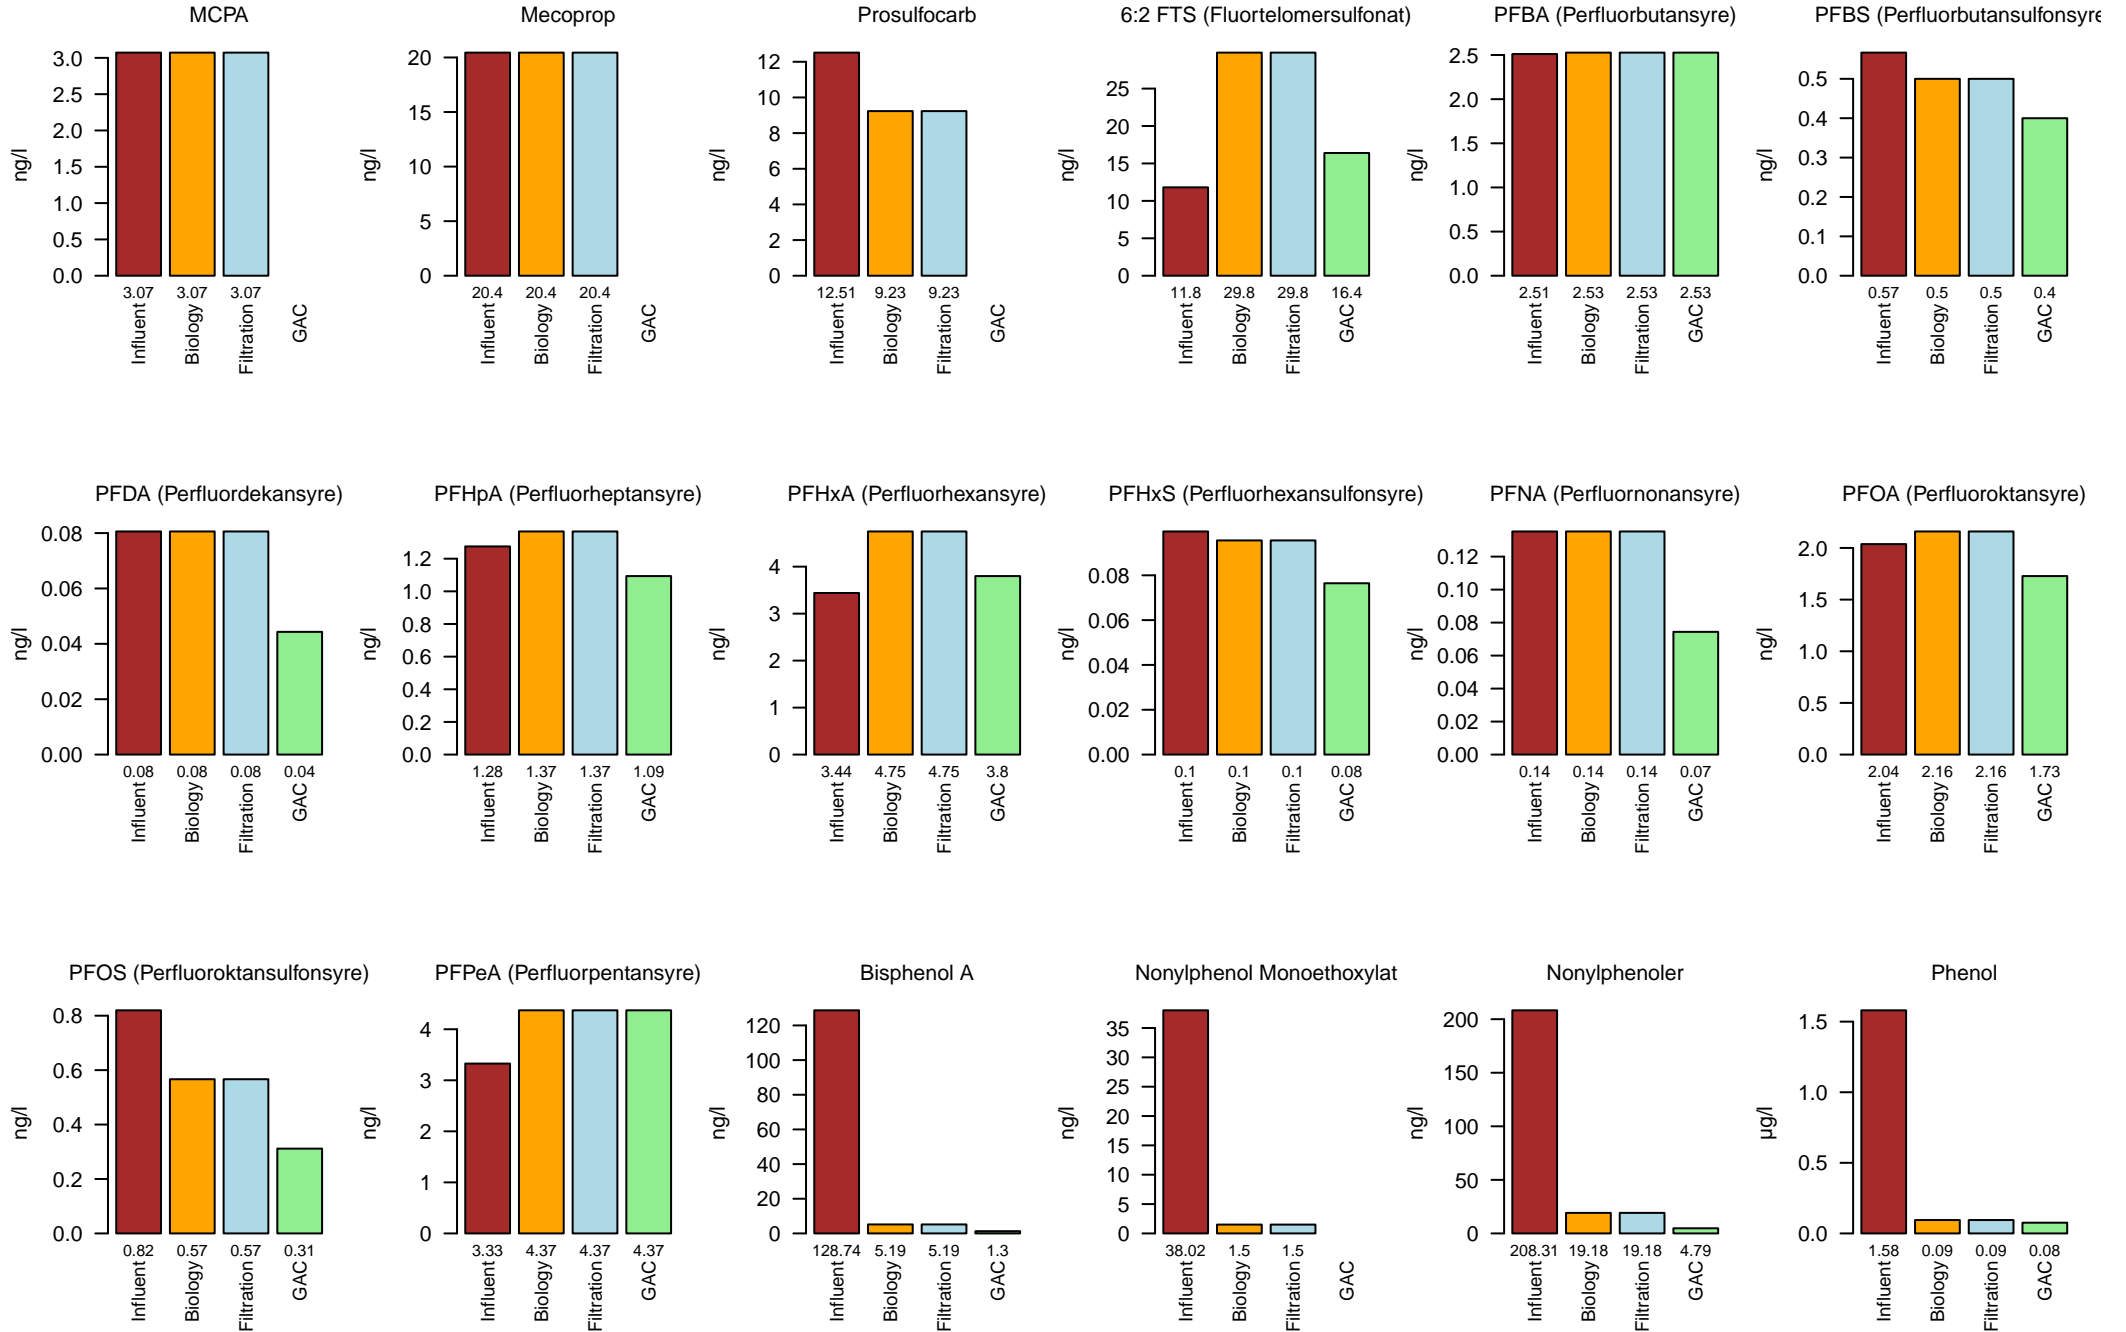 MCPA
ng/l
3.0
2.5
2.0
1.5
1.0
0.5
0.0
3.07 3.07 3.07
Influent Biology Filtration GAC
Mecoprop
ng/l
20
15
10
5
0
20.4 20.4 20.4
Influent Biology Filtration GAC
Prosulfocarb
ng/l
12
10
8
6
4
2
0
12.51 9.23 9.23
Influent Biology Filtration GAC
6:2 FTS (Fluortelomersulfonat)
ng/l
25
20
15
10
5
0
11.8 29.8 29.8 16.4
Influent Biology Filtration GAC
PFBA (Perfluorbutansyre)
ng/l
2.5
2.0
1.5
1.0
0.5
0.0
2.51 2.53 2.53 2.53
Influent Biology Filtration GAC
PFBS (Perfluorbutansulfonsyre
ng/l
0.5
0.4
0.3
0.2
0.1
0.0
0.57 0.5 0.5 0.4
Influent Biology Filtration GAC
PFDA (Perfluordekansyre)
ng/l
0.08
0.06
0.04
0.02
0.00
0.08 0.08 0.08 0.04
Influent Biology Filtration GAC
PFHpA (Perfluorheptansyre)
ng/l
1.2
1.0
0.8
0.6
0.4
0.2
0.0
1.28 1.37 1.37 1.09
Influent Biology Filtration GAC
PFHxA (Perfluorhexansyre)
ng/l
4
3
2
1
0
3.44 4.75 4.75 3.8
Influent Biology Filtration GAC
PFHxS (Perfluorhexansulfonsyre)
ng/l
0.08
0.06
0.04
0.02
0.00
0.1 0.1 0.1 0.08
Influent Biology Filtration GAC
PFNA (Perfluornonansyre)
ng/l
0.12
0.10
0.08
0.06
0.04
0.02
0.00
0.14 0.14 0.14 0.07
Influent Biology Filtration GAC
PFOA (Perfluoroktansyre)
ng/l
2.0
1.5
1.0
0.5
0.0
2.04 2.16 2.16 1.73
Influent Biology Filtration GAC
PFOS (Perfluoroktansulfonsyre)
ng/l
0.8
0.6
0.4
0.2
0.0
0.82 0.57 0.57 0.31
Influent Biology Filtration GAC
PFPeA (Perfluorpentansyre)
ng/l
4
3
2
1
0
3.33 4.37 4.37 4.37
Influent Biology Filtration GAC
Bisphenol A
ng/l
120
100
80
60
40
20
0
128.74 5.19 5.19 1.3
Influent Biology Filtration GAC
Nonylphenol Monoethoxylat
ng/l
35
30
25
20
15
10
5
0
38.02 1.5 1.5
Influent Biology Filtration GAC
Nonylphenoler
ng/l
200
150
100
50
0
208.31 19.18 19.18 4.79
Influent Biology Filtration GAC
Phenol
µg/l
1.5
1.0
0.5
0.0
1.58 0.09 0.09 0.08
Influent Biology Filtration GAC